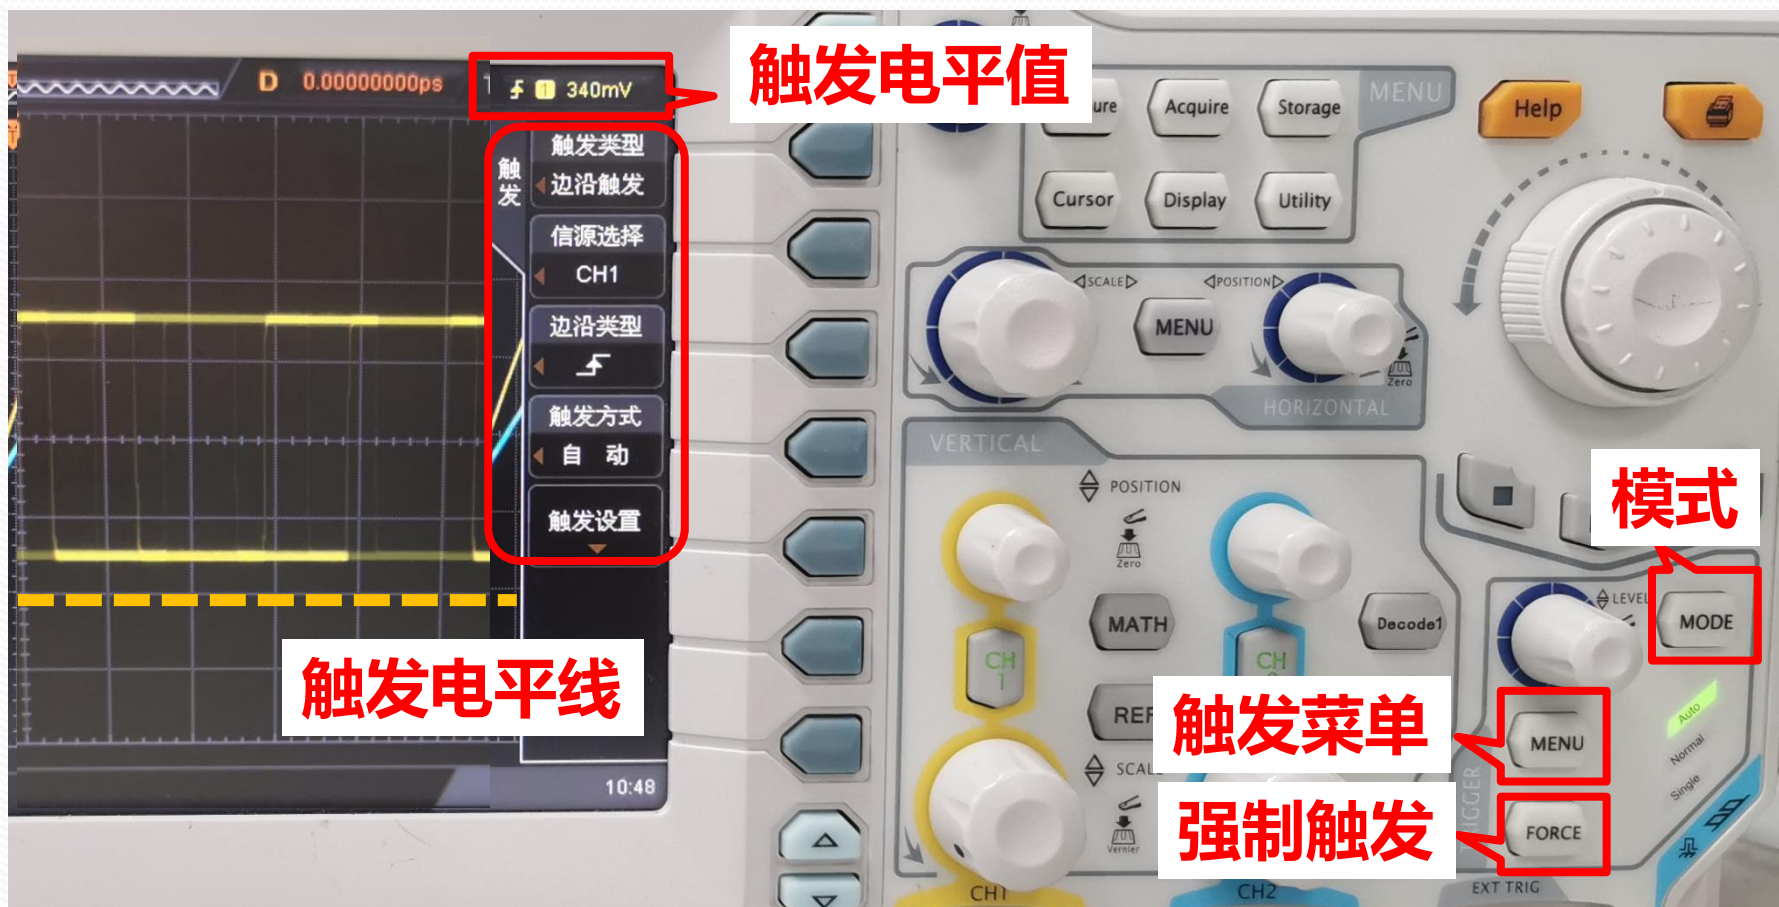 D 0.00000000ps
T
1 340mV
触发电平值
触发
触发类型
边沿触发
信源选择
CH1
边沿类型
触发方式
自 动
触发设置
触发电平线
10:48
ure
Acquire
Storage
MENU
Cursor
Display
Utility
Help
SCALE
MENU
POSITION
Zero
HORIZONTAL
VERTICAL
POSITION
Zero
MATH
Decode1
CH
1
CH
REF
SCALE
Vernier
CH1
CH2
模式
LEVEL
MODE
触发菜单
MENU
强制触发
FORCE
Auto
Normal
Single
EXT TRIG